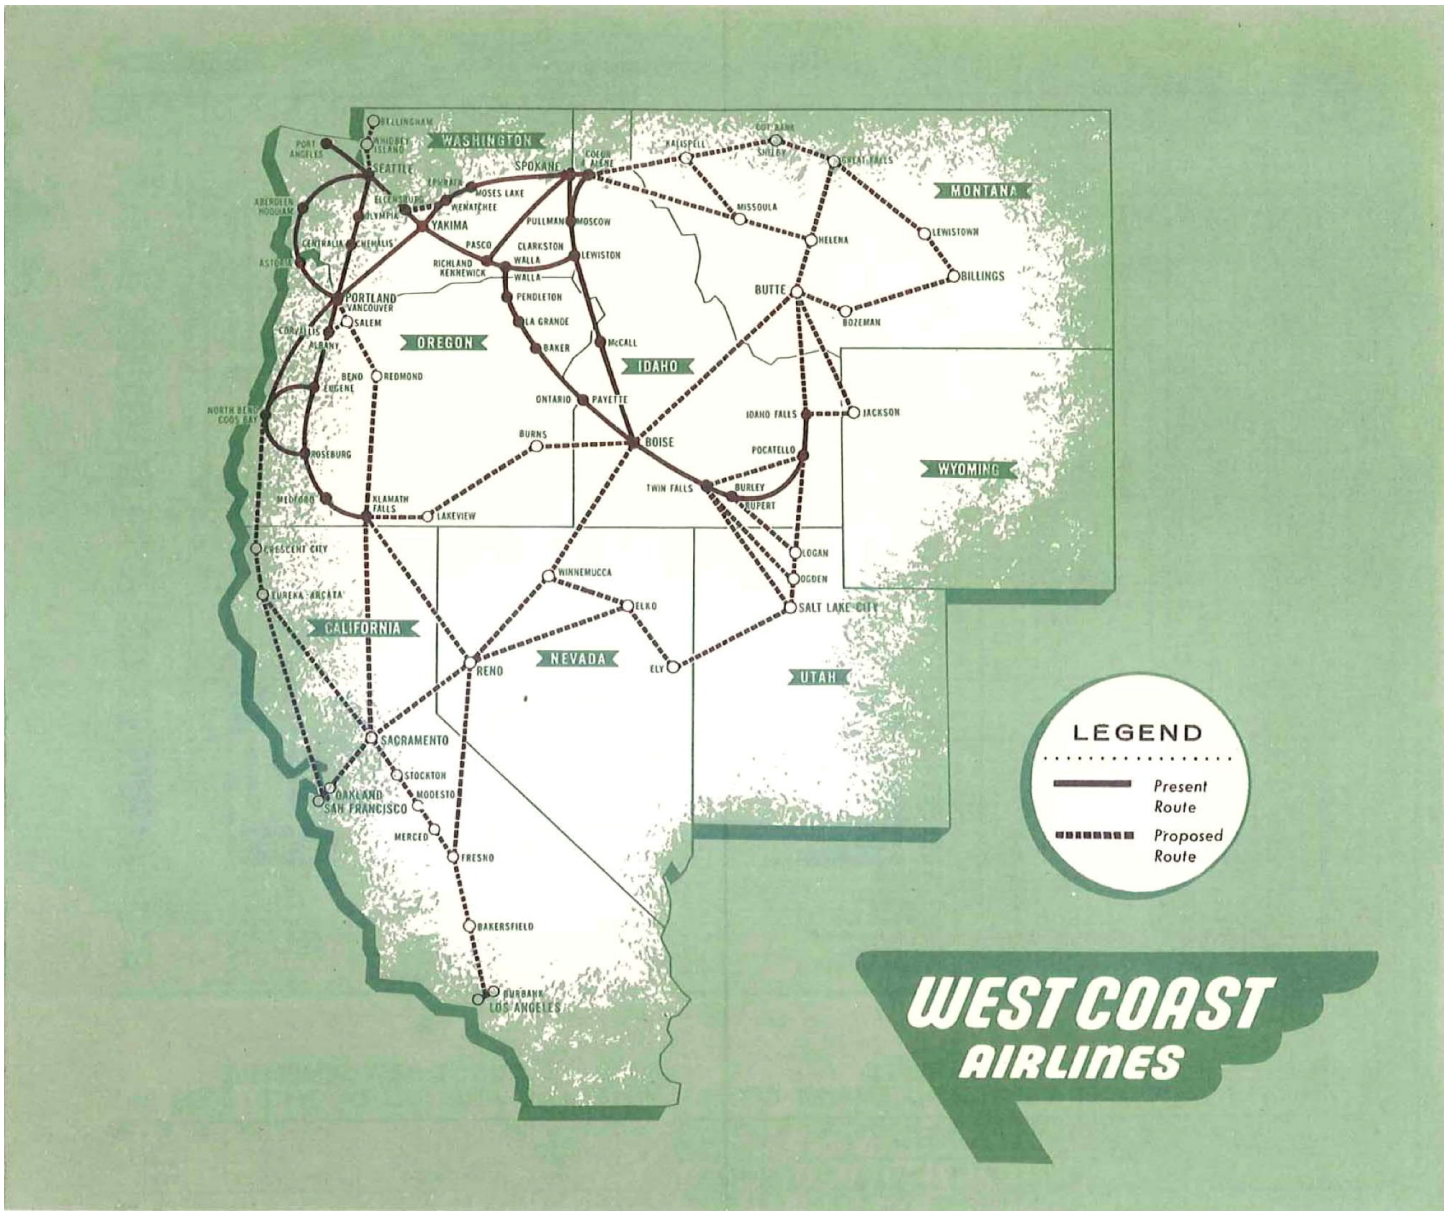 BELLINGHAM
WHIDBEY
ISLAND
PORT
ANGELES
WASHINGTON
SEATTLE
SPOKANE
COEUR
D'ALENE
KALISPELL
CUT BANK
SHELBY
GREAT FALLS
MONTANA
EPHRATA
MOSES LAKE
ELLENSBURG
WENATCHEE
ABERDEEN
HOQUIAM
OLYMPIA
YAKIMA
PULLMAN
MOSCOW
MISSOULA
HELENA
LEWISTOWN
CENTRALIA
CHEHALIS
PASCO
CLARKSTON
LEWISTON
RICHLAND
KENNEWICK
WALLA
WALLA
ASTORIA
BILLINGS
BUTTE
PORTLAND
VANCOUVER
PENDLETON
SALEM
LA GRANDE
BOZEMAN
CORVALLIS
ALBANY
OREGON
BAKER
McCALL
IDAHO
BEND
REDMOND
EUGENE
ONTARIO
PAYETTE
NORTH BEND
COOS BAY
IDAHO FALLS
JACKSON
BURNS
BOISE
ROSEBURG
POCATELLO
WYOMING
TWIN FALLS
BURLEY
RUPERT
MEDFORD
KLAMATH
FALLS
LAKEVIEW
CRESCENT CITY
LOGAN
WINNEMUCCA
OGDEN
EUREKA-ARCATA
ELKO
SALT LAKE CITY
CALIFORNIA
NEVADA
RENO
ELY
UTAH
SACRAMENTO
STOCKTON
OAKLAND
SAN FRANCISCO
MODESTO
MERCED
FRESNO
BAKERSFIELD
BURBANK
LOS ANGELES
LEGEND
Present
Route
Proposed
Route
WEST COAST
AIRLINES